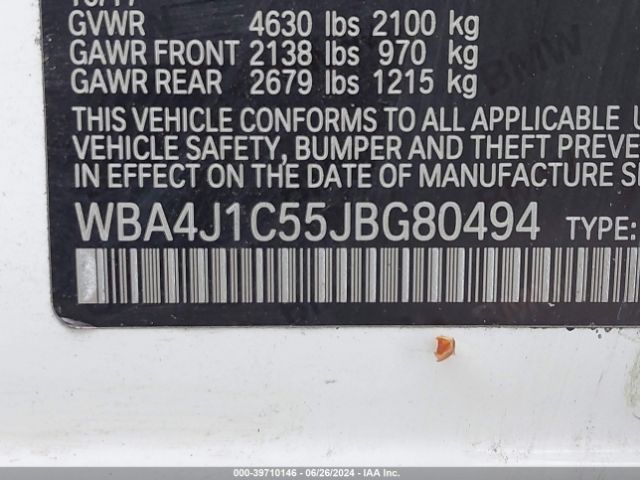 GVWR 4630 lbs 2100 kg
GAWR FRONT 2138 lbs 970 kg
GAWR REAR 2679 lbs 1215 kg
THIS VEHICLE CONFORMS TO ALL APPLICABLE
VEHICLE SAFETY, BUMPER AND THEFT PREVE
IN EFFECT ON THE DATE OF MANUFACTURE S
WBA4J1C55JBG80494 TYPE:
000-39710146 - 06/26/2024 - IAA Inc.